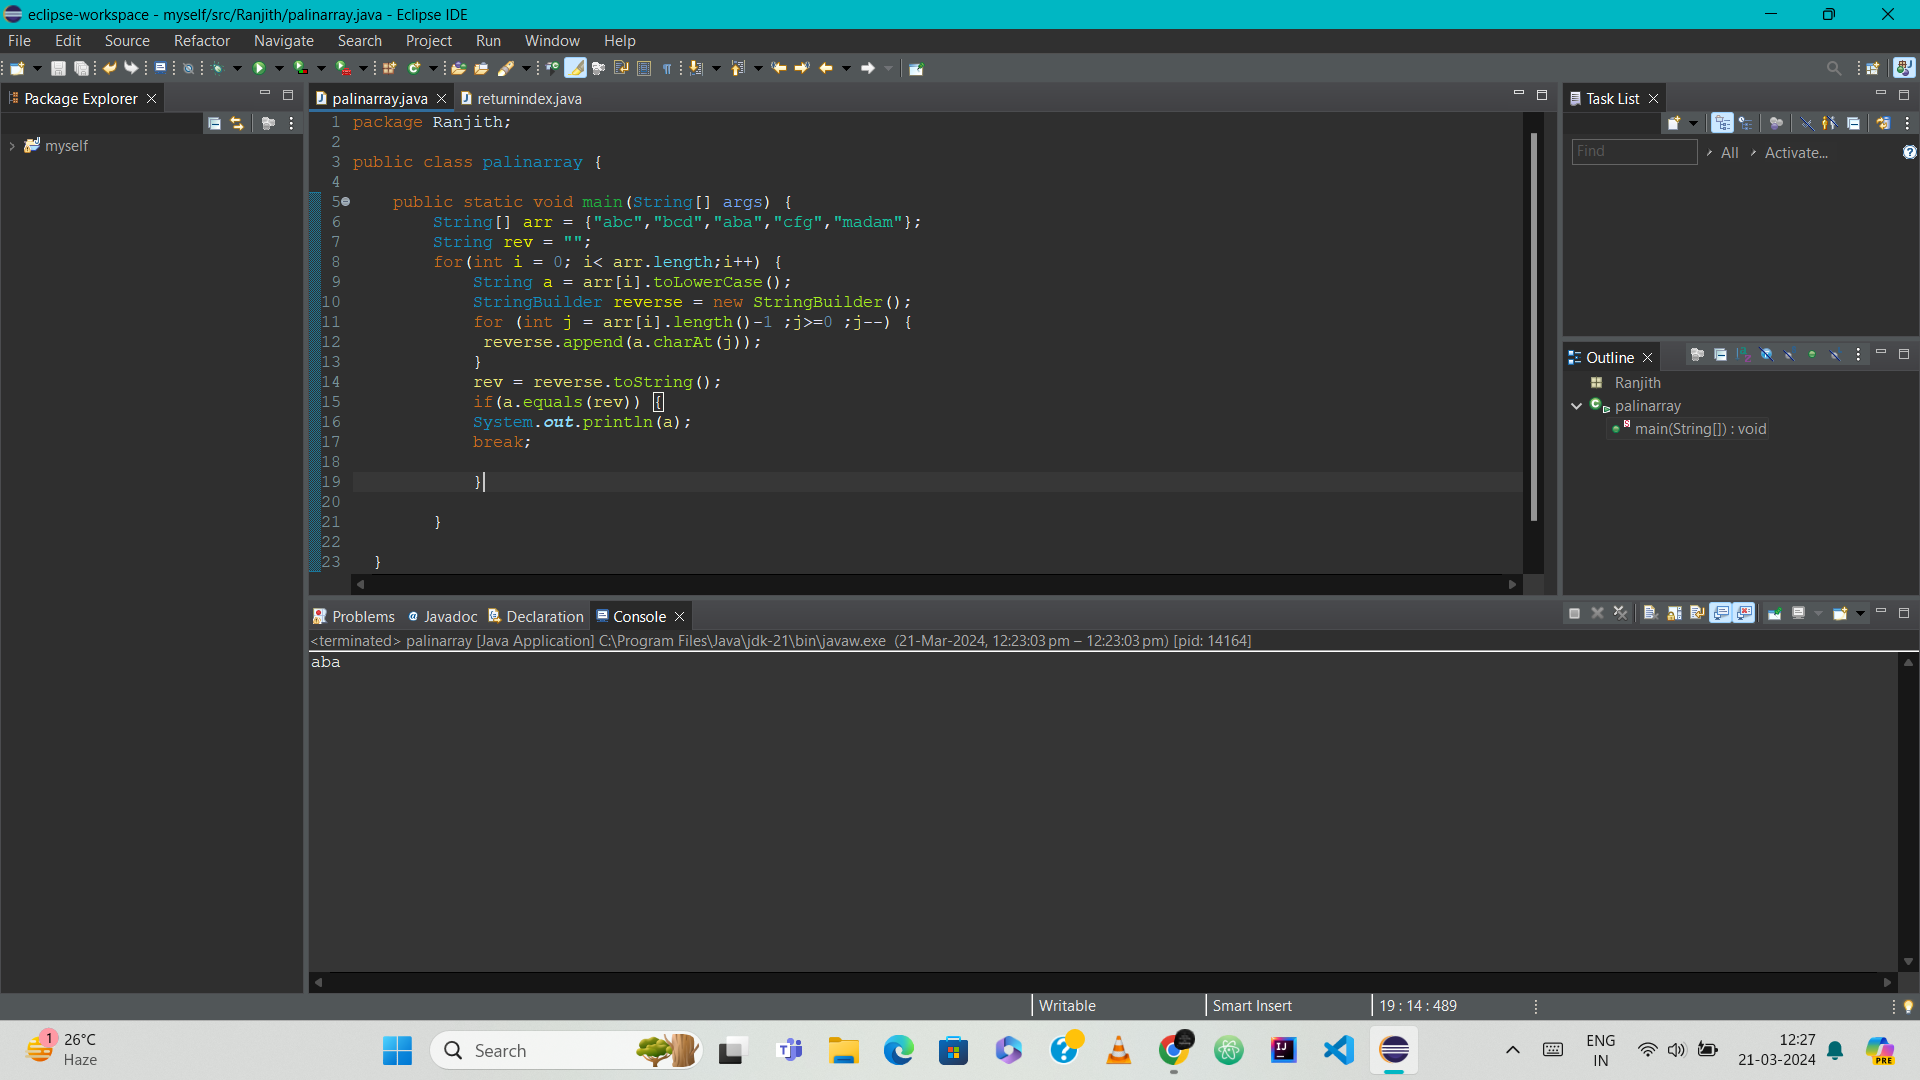 eclipse-workspace - myself/src/Ranjith/palinarray.java - Eclipse IDE
File Edit Source Refactor Navigate Search Project Run Window Help
Package Explorer
myself
palinarray.java returnindex.java
1 package Ranjith;
2
3 public class palinarray {
4
5 public static void main(String[] args) {
6 String[] arr = {"abc","bcd","aba","cfg","madam"};
7 String rev = "";
8 for(int i = 0; i< arr.length;i++) {
9 String a = arr[i].toLowerCase();
10 StringBuilder reverse = new StringBuilder();
11 for (int j = arr[i].length()-1 ;j>=0 ;j--) {
12 reverse.append(a.charAt(j));
13 }
14 rev = reverse.toString();
15 if(a.equals(rev)) {
16 System.out.println(a);
17 break;
18
19 }
20
21 }
22
23 }
Task List
Find All Activate...
Outline
Ranjith
palinarray
main(String[]) : void
Problems Javadoc Declaration Console
<terminated> palinarray [Java Application] C:\Program Files\Java\jdk-21\bin\javaw.exe (21-Mar-2024, 12:23:03 pm – 12:23:03 pm) [pid: 14164]
aba
Writable Smart Insert 19 : 14 : 489
1 26°C
Haze
Search
ENG
IN
12:27
21-03-2024
PRE